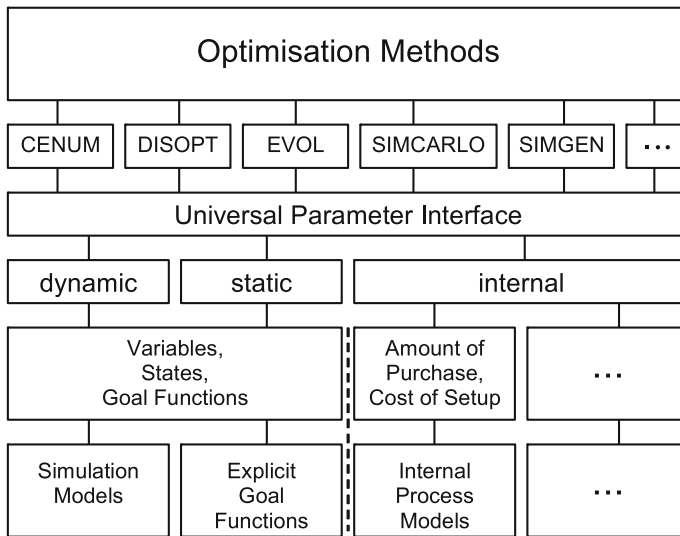 Optimisation Methods
CENUM
DISOPT
EVOL
SIMCARLO
SIMGEN
...
Universal Parameter Interface
dynamic
static
internal
Variables,
States,
Goal Functions
Amount of
Purchase,
Cost of Setup
...
Simulation
Models
Explicit
Goal
Functions
Internal
Process
Models
...